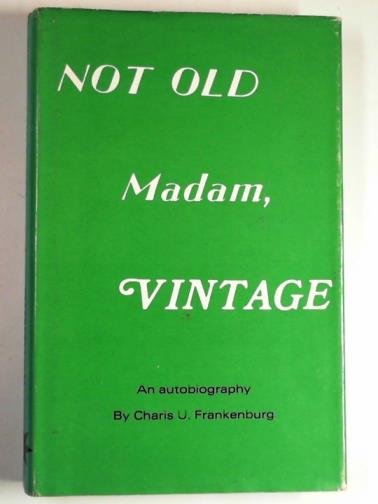 NOT OLD
Madam,
VINTAGE
An autobiography
By Charis U. Frankenburg